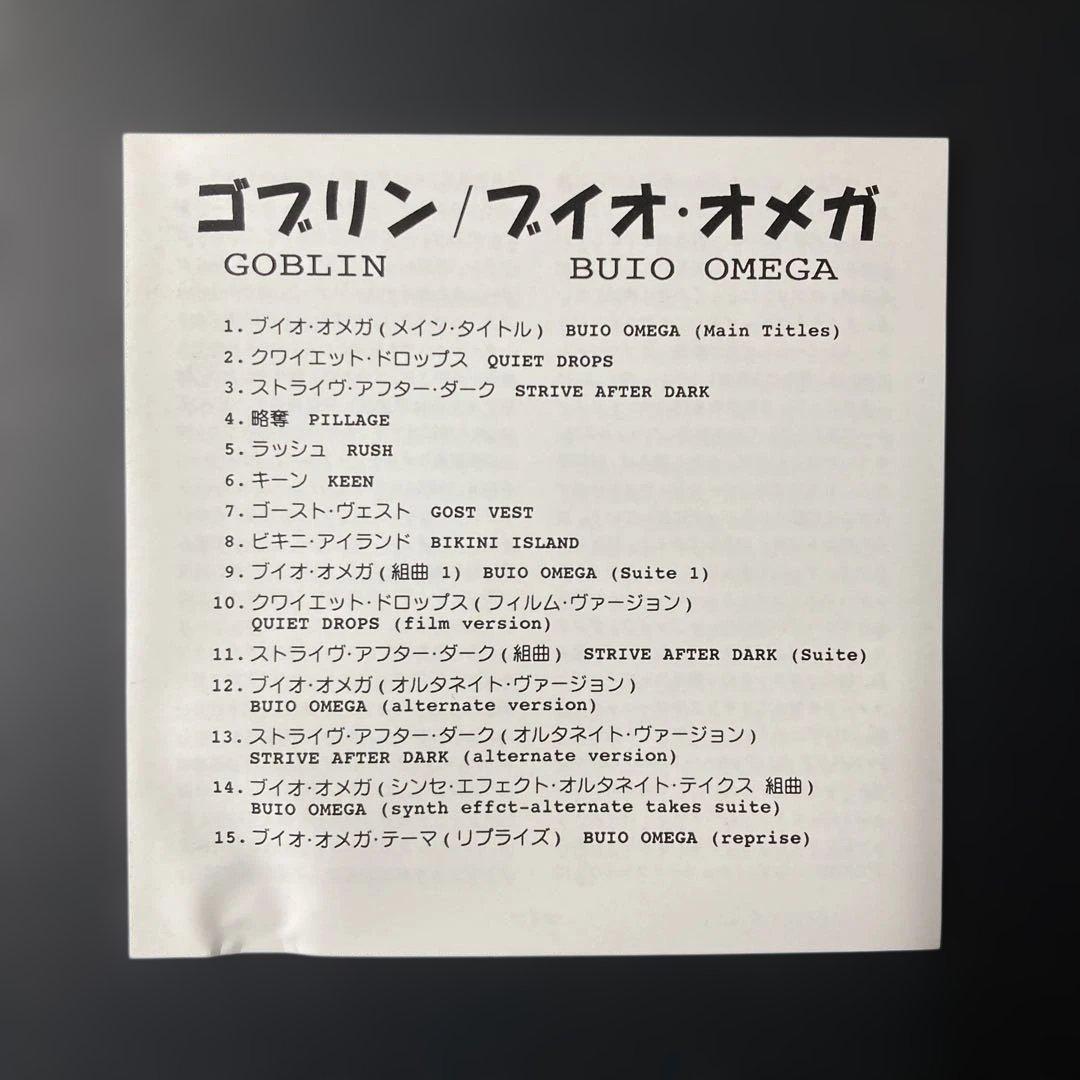 ゴブリン/ブイオ・オメガ
GOBLIN BUIO OMEGA
1. ブイオ・オメガ(メイン・タイトル) BUIO OMEGA (Main Titles)
2. クワイエット・ドロップス QUIET DROPS
3. ストライヴ・アフター・ダーク STRIVE AFTER DARK
4. 略奪 PILLAGE
5. ラッシュ RUSH
6. キーン KEEN
7. ゴースト・ヴェスト GOST VEST
8. ビキニ・アイランド BIKINI ISLAND
9. ブイオ・オメガ(組曲 1) BUIO OMEGA (Suite 1)
10. クワイエット・ドロップス(フィルム・ヴァージョン)
QUIET DROPS (film version)
11. ストライヴ・アフター・ダーク(組曲) STRIVE AFTER DARK (Suite)
12. ブイオ・オメガ(オルタネイト・ヴァージョン)
BUIO OMEGA (alternate version)
13. ストライヴ・アフター・ダーク(オルタネイト・ヴァージョン)
STRIVE AFTER DARK (alternate version)
14. ブイオ・オメガ(シンセ・エフェクト・オルタネイト・テイクス 組曲)
BUIO OMEGA (synth effct-alternate takes suite)
15. ブイオ・オメガ・テーマ(リプライズ) BUIO OMEGA (reprise)